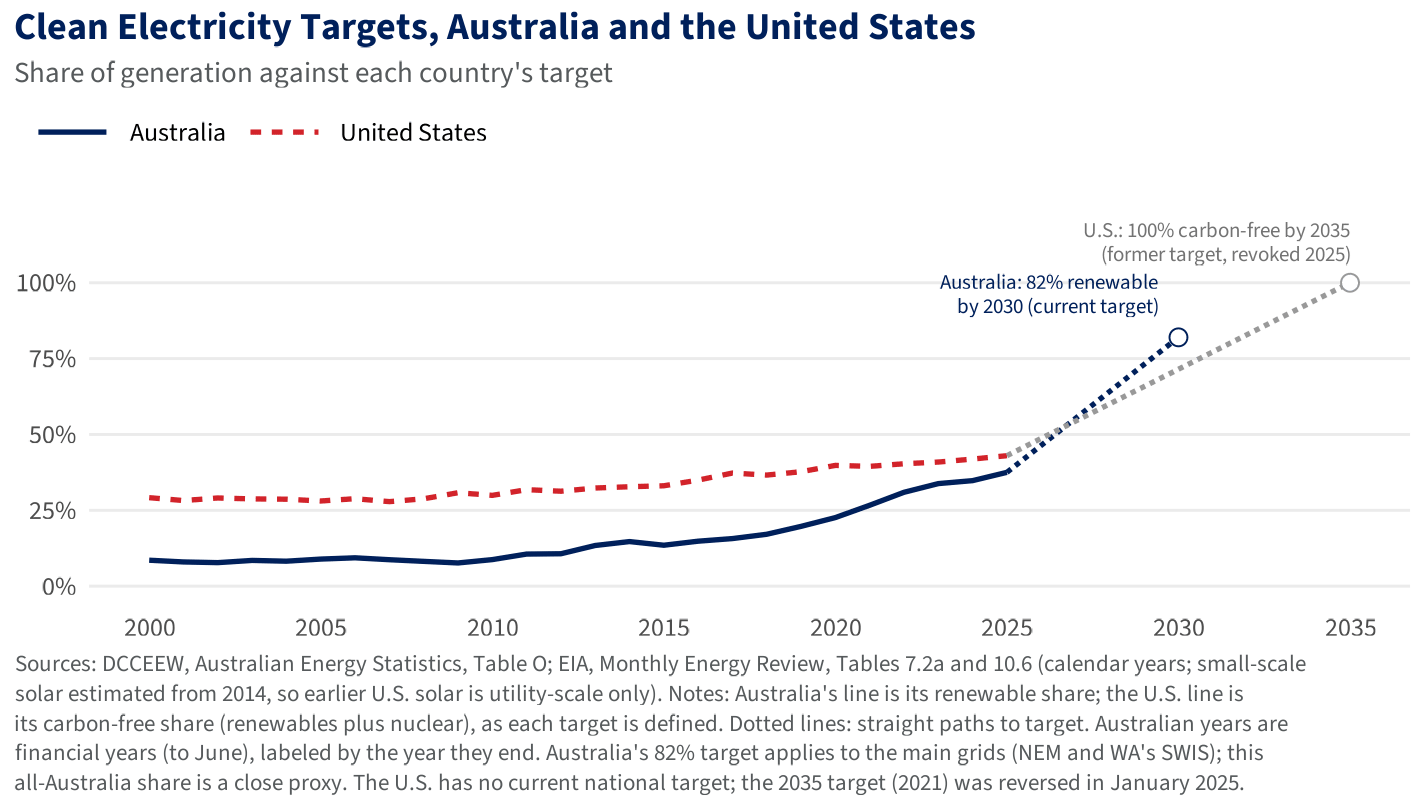 Clean Electricity Targets, Australia and the United States
Share of generation against each country's target
Australia
United States
U.S.: 100% carbon-free by 2035
(former target, revoked 2025)
Australia: 82% renewable
by 2030 (current target)
100%
75%
50%
25%
0%
2000 2005 2010 2015 2020 2025 2030 2035
Sources: DCCEEW, Australian Energy Statistics, Table O; EIA, Monthly Energy Review, Tables 7.2a and 10.6 (calendar years; small-scale
solar estimated from 2014, so earlier U.S. solar is utility-scale only). Notes: Australia's line is its renewable share; the U.S. line is
its carbon-free share (renewables plus nuclear), as each target is defined. Dotted lines: straight paths to target. Australian years are
financial years (to June), labeled by the year they end. Australia's 82% target applies to the main grids (NEM and WA's SWIS); this
all-Australia share is a close proxy. The U.S. has no current national target; the 2035 target (2021) was reversed in January 2025.